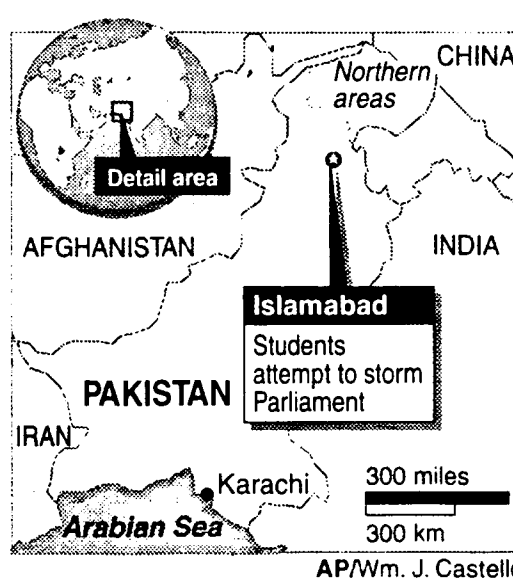 Northern
areas
CHINA
Detail area
AFGHANISTAN
INDIA
Islamabad
Students
attempt to storm
Parliament
PAKISTAN
IRAN
Karachi
Arabian Sea
300 miles
300 km
AP/Wm. J. Castello